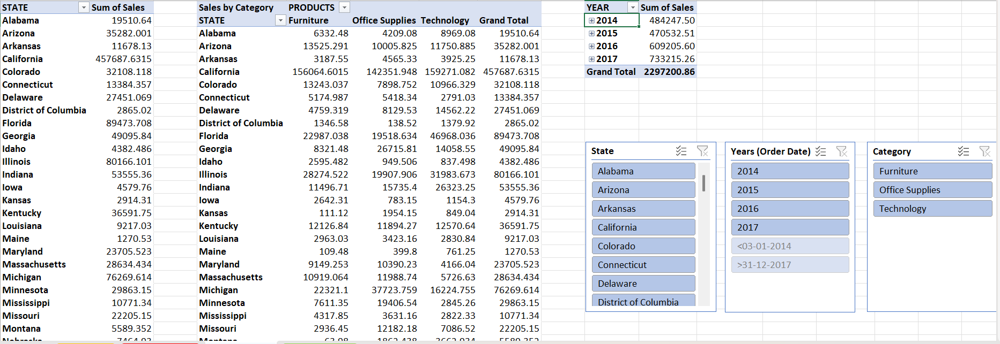 STATE Sum of Sales
Alabama 19510.64
Arizona 35282.001
Arkansas 11678.13
California 457687.6315
Colorado 32108.118
Connecticut 13384.357
Delaware 27451.069
District of Columbia 2865.02
Florida 89473.708
Georgia 49095.84
Idaho 4382.486
Illinois 80166.101
Indiana 53555.36
Iowa 4579.76
Kansas 2914.31
Kentucky 36591.75
Louisiana 9217.03
Maine 1270.53
Maryland 23705.523
Massachusetts 28634.434
Michigan 76269.614
Minnesota 29863.15
Mississippi 10771.34
Missouri 22205.15
Montana 5589.352
Nebraska 7464.93
Sales by Category PRODUCTS
STATE Furniture Office Supplies Technology Grand Total
Alabama 6332.48 4209.08 8969.08 19510.64
Arizona 13525.291 10005.825 11750.885 35282.001
Arkansas 3187.55 4565.33 3925.25 11678.13
California 156064.6015 142351.948 159271.082 457687.6315
Colorado 13243.037 7898.752 10966.329 32108.118
Connecticut 5174.987 5418.34 2791.03 13384.357
Delaware 4759.319 8129.53 14562.22 27451.069
District of Columbia 1346.58 138.52 1379.92 2865.02
Florida 22987.038 19518.634 46968.036 89473.708
Georgia 8321.48 26715.81 14058.55 49095.84
Idaho 2595.482 949.506 837.498 4382.486
Illinois 28274.522 19907.906 31983.673 80166.101
Indiana 11496.71 15735.4 26323.25 53555.36
Iowa 2642.31 783.15 1154.3 4579.76
Kansas 111.12 1954.15 849.04 2914.31
Kentucky 12126.84 11894.27 12570.64 36591.75
Louisiana 2963.03 3423.16 2830.84 9217.03
Maine 109.48 399.8 761.25 1270.53
Maryland 9149.253 10390.23 4166.04 23705.523
Massachusetts 10919.064 11988.74 5726.63 28634.434
Michigan 22321.1 37723.759 16224.755 76269.614
Minnesota 7611.35 19406.54 2845.26 29863.15
Mississippi 4317.85 3631.16 2822.33 10771.34
Missouri 2936.45 12182.18 7086.52 22205.15
Montana 63.98 1862.438 3662.934 5589.352
YEAR Sum of Sales
2014 484247.50
2015 470532.51
2016 609205.60
2017 733215.26
Grand Total 2297200.86
State
Alabama
Arizona
Arkansas
California
Colorado
Connecticut
Delaware
District of Columbia
Years (Order Date)
2014
2015
2016
2017
<03-01-2014
>31-12-2017
Category
Furniture
Office Supplies
Technology